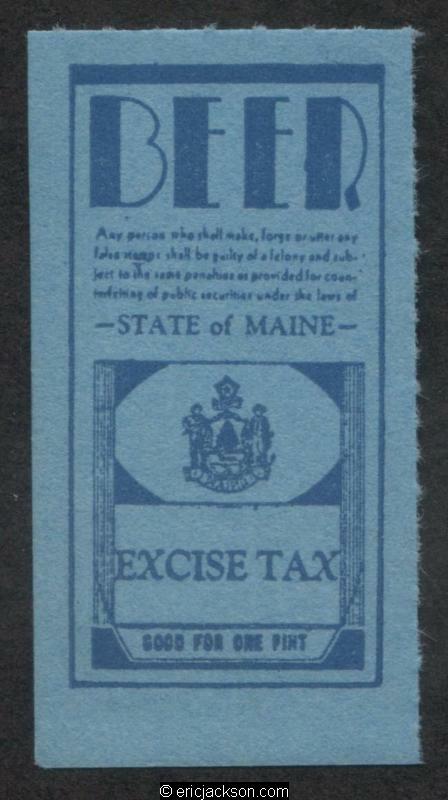 BEER
Any person who shall make, forge or utter any
false stamps shall be guilty of a felony and sub-
ject to the same penalties as provided for coun-
terfeiting of public securities under the laws of
–STATE of MAINE–
MAINE
EXCISE TAX
GOOD FOR ONE PINT
© ericjackson.com